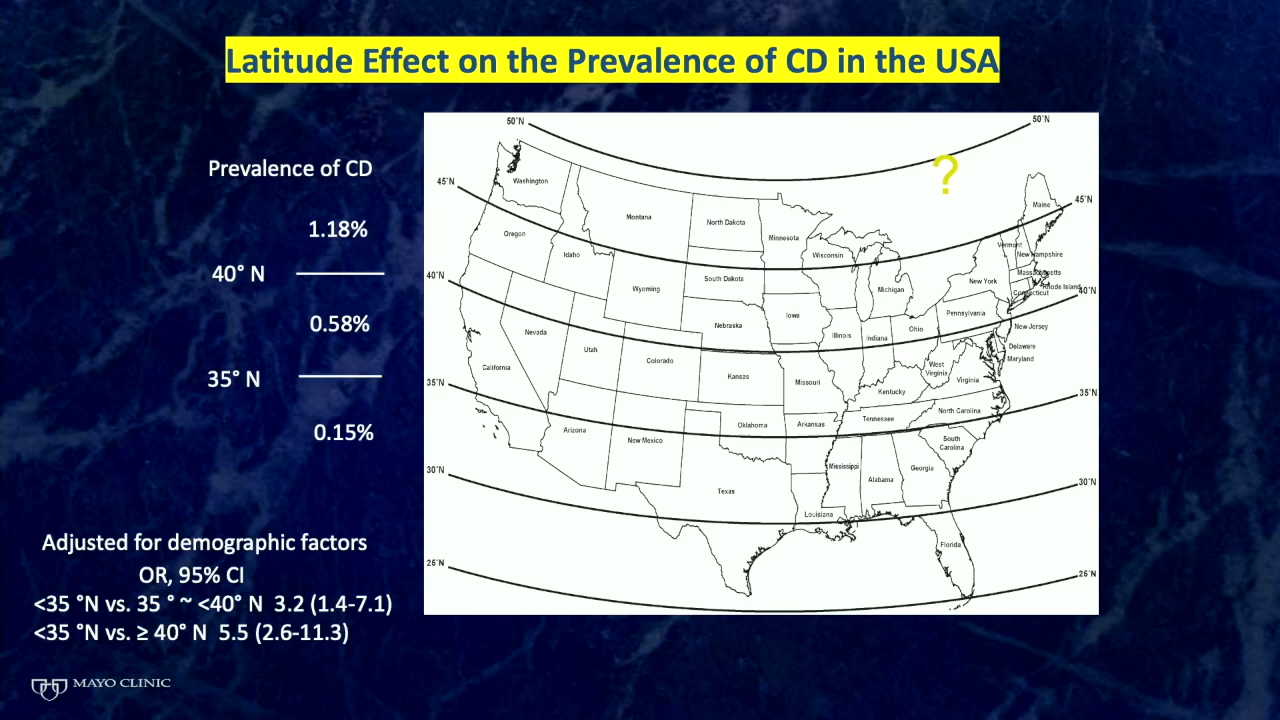 Latitude Effect on the Prevalence of CD in the USA
Prevalence of CD
1.18%
40° N
0.58%
35° N
0.15%
Adjusted for demographic factors
OR, 95% CI
<35 °N vs. 35 ° ~ <40° N 3.2 (1.4-7.1)
<35 °N vs. ≥ 40° N 5.5 (2.6-11.3)
MAYO CLINIC
50°N
50°N
?
45°N
45°N
40°N
40°N
35°N
35°N
30°N
30°N
25°N
25°N
Washington
Montana
North Dakota
Minnesota
Maine
Oregon
Idaho
Wisconsin
Vermont
New Hampshire
Wyoming
South Dakota
Michigan
New York
Massachusetts
Rhode Island
Connecticut
Nevada
Nebraska
Iowa
Illinois
Indiana
Ohio
Pennsylvania
New Jersey
Utah
Colorado
Delaware
Maryland
California
Kansas
Missouri
West
Virginia
Virginia
Kentucky
Arizona
New Mexico
Oklahoma
Arkansas
Tennessee
North Carolina
South
Carolina
Texas
Mississippi
Alabama
Georgia
Louisiana
Florida